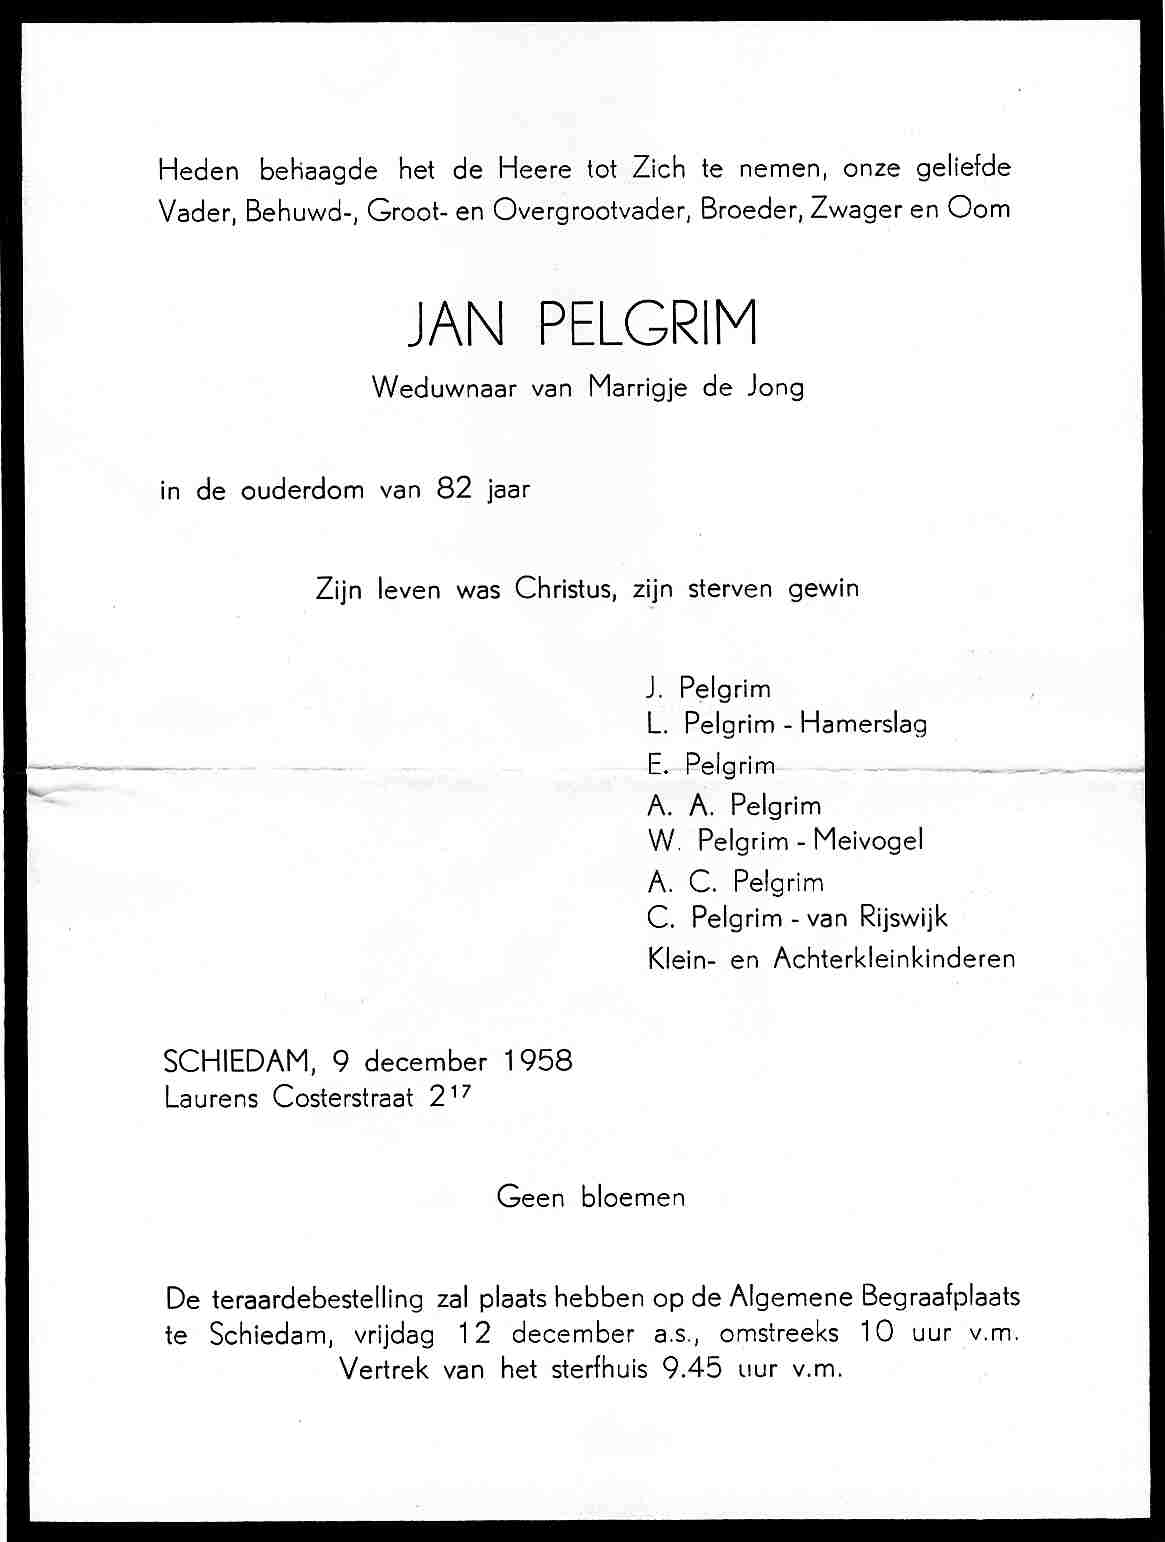 Heden behaagde het de Heere tot Zich te nemen, onze geliefde
Vader, Behuwd-, Groot- en Overgrootvader, Broeder, Zwager en Oom
JAN PELGRIM
Weduwnaar van Marrigje de Jong
in de ouderdom van 82 jaar
Zijn leven was Christus, zijn sterven gewin
J. Pelgrim
L. Pelgrim - Hamerslag
E. Pelgrim
A. A. Pelgrim
W. Pelgrim - Meivogel
A. C. Pelgrim
C. Pelgrim - van Rijswijk
Klein- en Achterkleinkinderen
SCHIEDAM, 9 december 1958
Laurens Costerstraat 2¹⁷
Geen bloemen
De teraardebestelling zal plaats hebben op de Algemene Begraafplaats
te Schiedam, vrijdag 12 december a.s., omstreeks 10 uur v.m.
Vertrek van het sterfhuis 9.45 uur v.m.